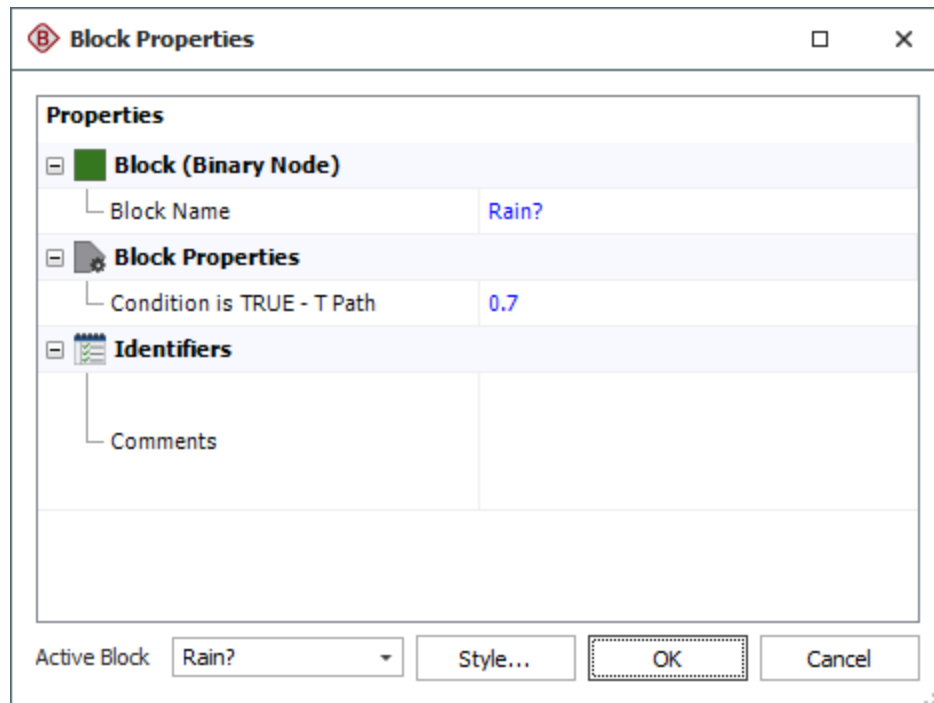 B Block Properties
Properties
Block (Binary Node)
Block Name Rain?
Block Properties
Condition is TRUE - T Path 0.7
Identifiers
Comments
Active Block Rain? Style... OK Cancel